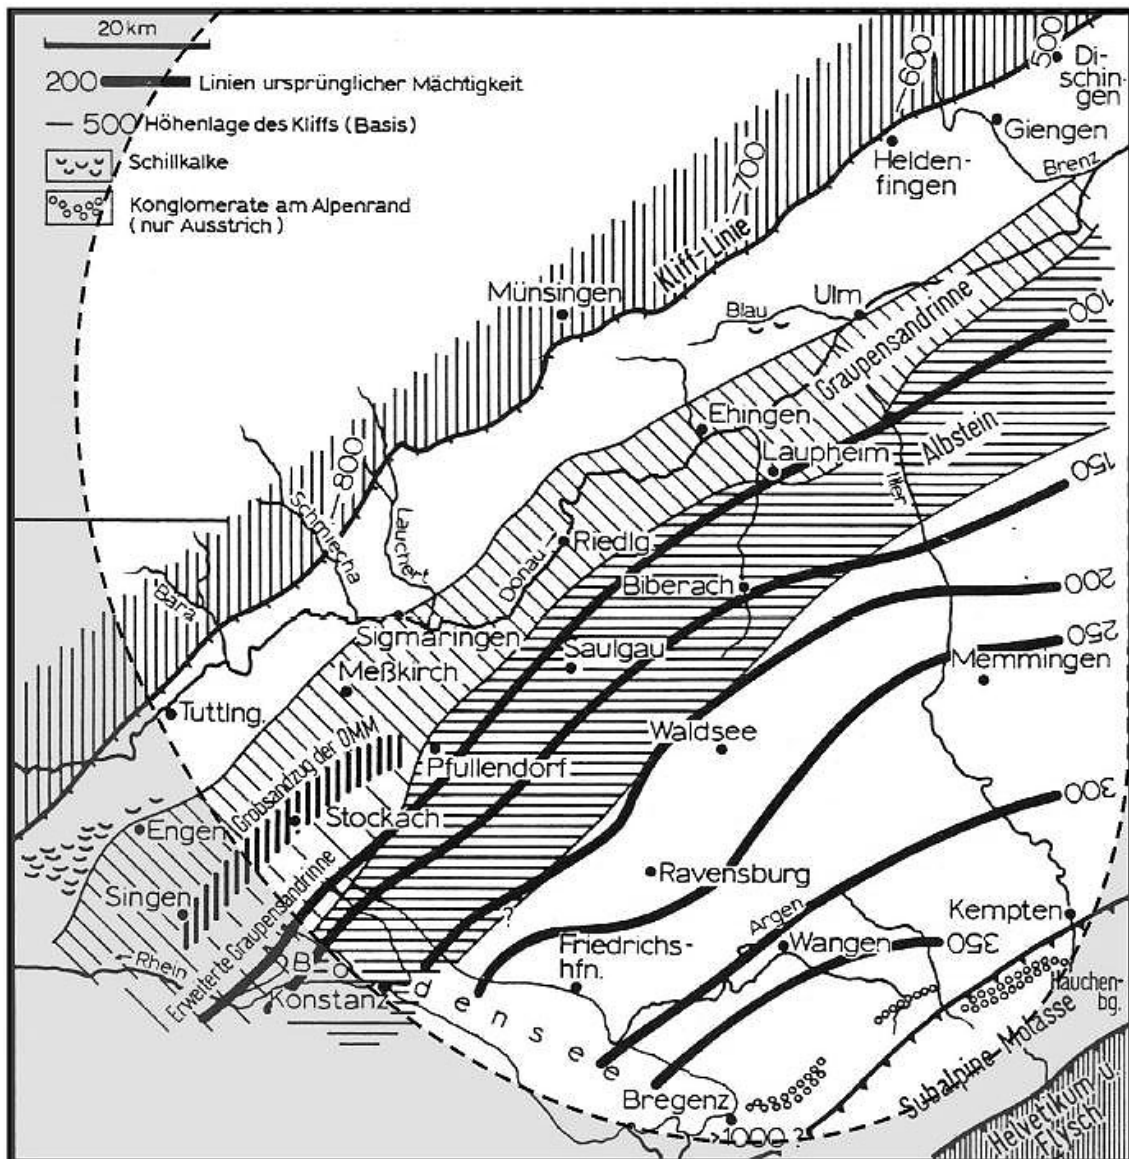 20 km
200 Linien ursprünglicher Mächtigkeit
500 Höhenlage des Kliffs (Basis)
Schillkalke
Konglomerate am Alpenrand
(nur Ausstrich)
500
600
700
800
Di-
schin-
gen
Giengen
Brenz
Helden-
fingen
Kliff-Linie
Münsingen
Blau
Ulm
Graupensandrinne
100
Ehingen
Laupheim
Albstein
Iller
150
Schmiecha
Lauchert
Donau
Riedlg
Biberach
200
250
Bära
Sigmaringen
Saulgau
Memmingen
Meßkirch
Tuttlng.
Waldsee
Grobsandzug der OMM
Pfullendorf
300
Stockach
Engen
Ravensburg
Singen
Erweiterte Graupensandrinne
?
Argen
Kempten
Friedrichs-
hfn.
Wangen
350
Rhein
Bodensee
Konstanz
Hauchen-
bg.
Subalpine Molasse
Bregenz
>1000 ?
Helvetikum u.
Flysch